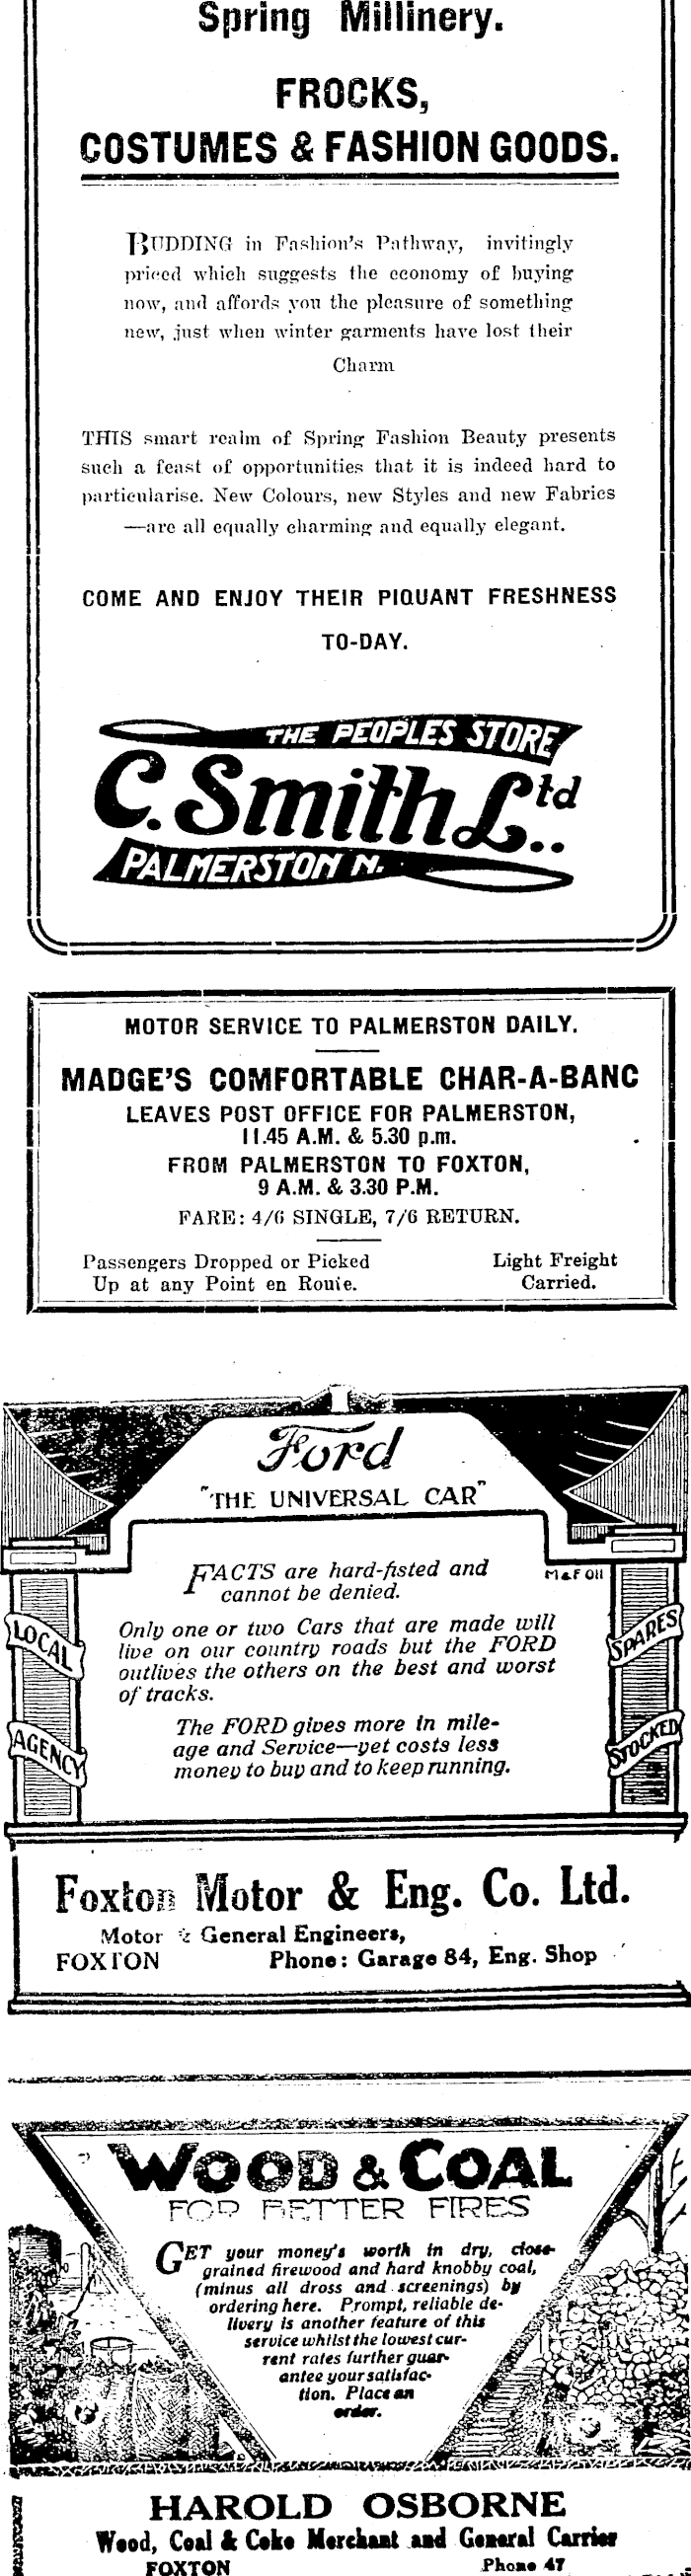 Spring Millinery.
FROCKS,
COSTUMES & FASHION GOODS.
BUDDING in Fashion's Pathway, invitingly
priced which suggests the economy of buying
now, and affords you the pleasure of something
new, just when winter garments have lost their
Charm
THIS smart realm of Spring Fashion Beauty presents
such a feast of opportunities that it is indeed hard to
particularise. New Colours, new Styles and new Fabrics
—are all equally charming and equally elegant.
COME AND ENJOY THEIR PIQUANT FRESHNESS
TO-DAY.
THE PEOPLES STORE
C. Smith Ltd..
PALMERSTON N.
MOTOR SERVICE TO PALMERSTON DAILY.
MADGE'S COMFORTABLE CHAR-A-BANC
LEAVES POST OFFICE FOR PALMERSTON,
11.45 A.M. & 5.30 p.m.
FROM PALMERSTON TO FOXTON,
9 A.M. & 3.30 P.M.
FARE: 4/6 SINGLE, 7/6 RETURN.
Passengers Dropped or Picked
Up at any Point en Route.
Light Freight
Carried.
Ford
"THE UNIVERSAL CAR"
FACTS are hard-fisted and
cannot be denied.
M&F OII
Only one or two Cars that are made will
live on our country roads but the FORD
outlives the others on the best and worst
of tracks.
The FORD gives more in mile-
age and Service—yet costs less
money to buy and to keep running.
LOCAL
AGENCY
SPARES
STOCKED
Foxton Motor & Eng. Co. Ltd.
Motor & General Engineers,
FOXTON Phone: Garage 84, Eng. Shop
WOOD & COAL
FOR BETTER FIRES
GET your money's worth in dry, close-
grained firewood and hard knobby coal,
(minus all dross and screenings) by
ordering here. Prompt, reliable de-
livery is another feature of this
service whilst the lowest cur-
rent rates further guar-
antee your satisfac-
tion. Place an
order.
HAROLD OSBORNE
Wood, Coal & Coke Merchant and General Carrier
FOXTON Phone 47